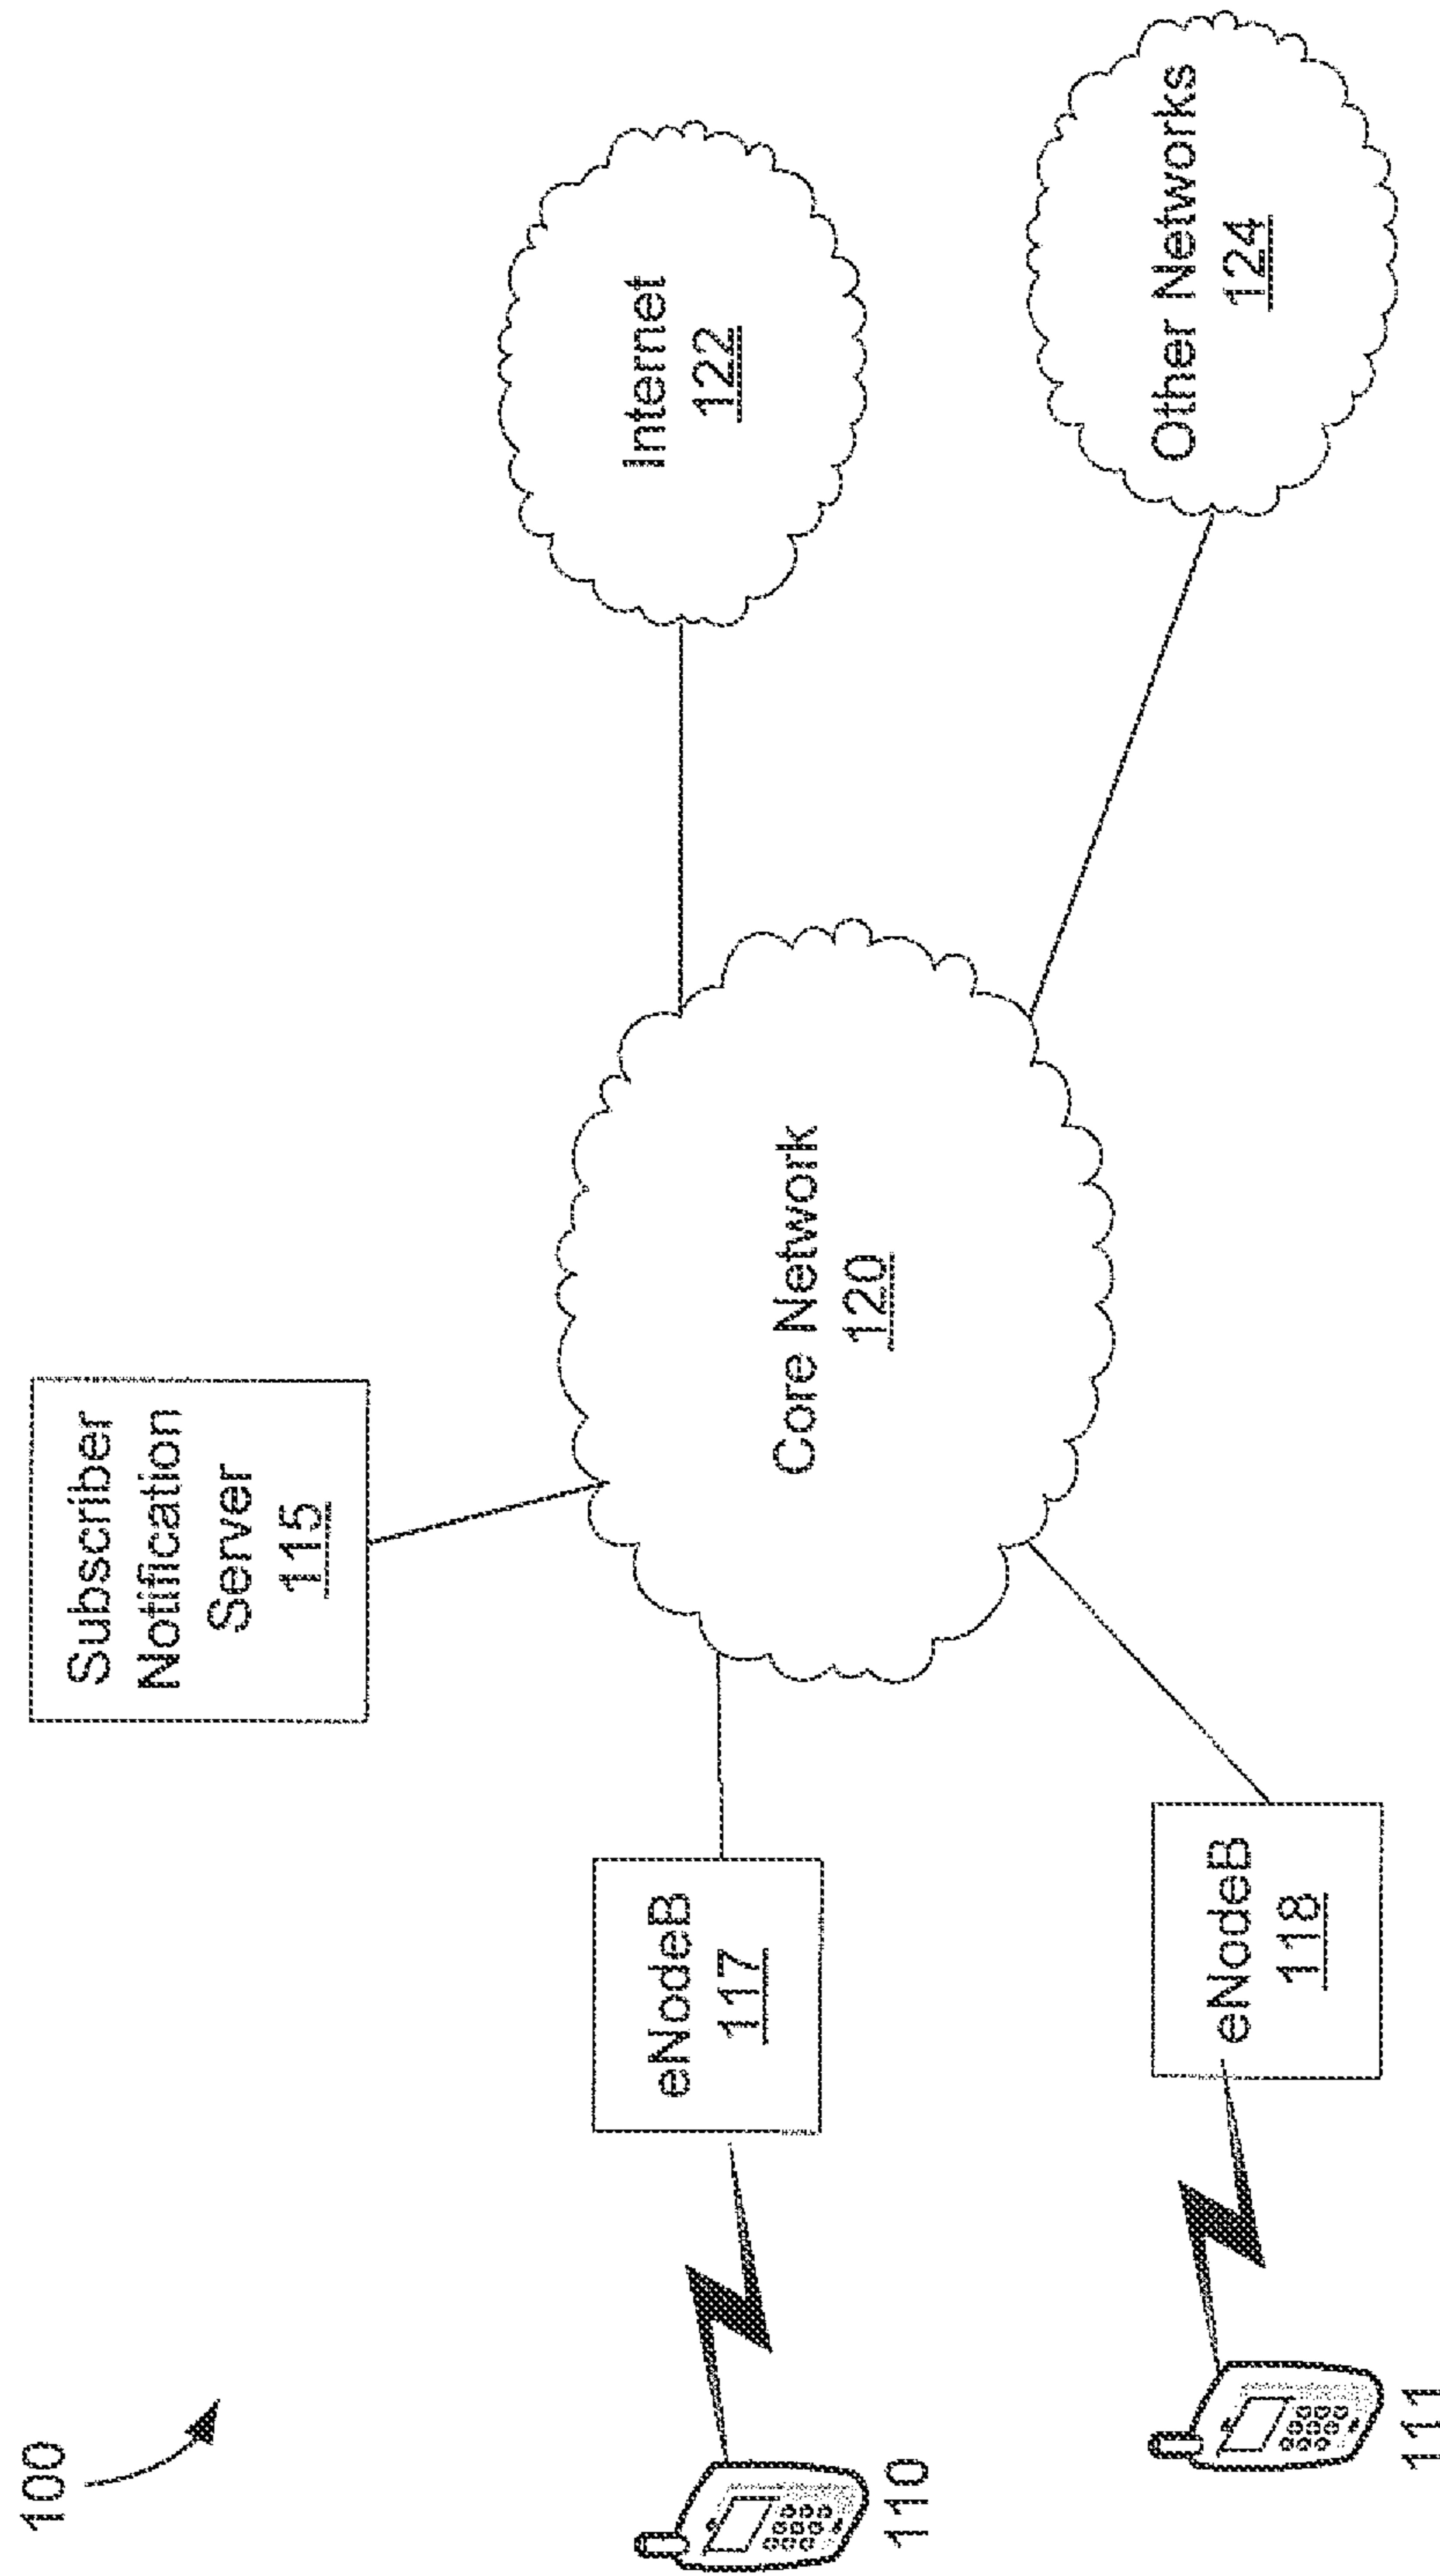 100
Subscriber
Notification
Server
115
Internet
122
eNodeB
117
Core Network
120
110
Other Networks
124
eNodeB
118
111